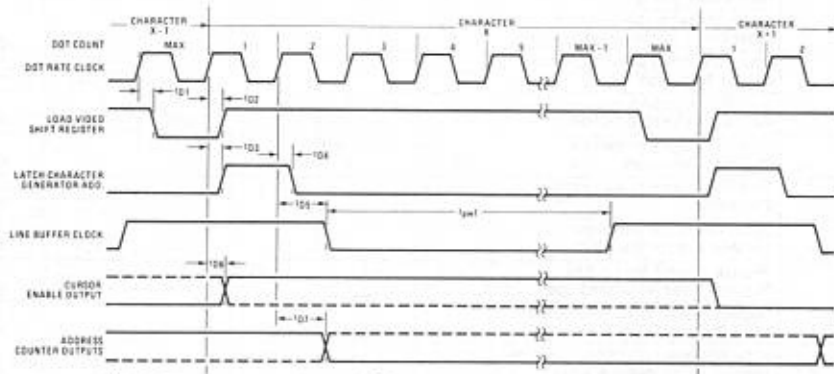 CHARACTER
X-1
CHARACTER
X
CHARACTER
X+1
DOT COUNT
MAX 1 2 3 4 5 MAX-1 MAX 1 2
DOT RATE CLOCK
tD1 tD2
LOAD VIDEO
SHIFT REGISTER
tD3 tD4
LATCH CHARACTER
GENERATOR ADD.
tD5 tpw1
LINE BUFFER CLOCK
tD6
CURSOR
ENABLE OUTPUT
tD7
ADDRESS
COUNTER OUTPUTS